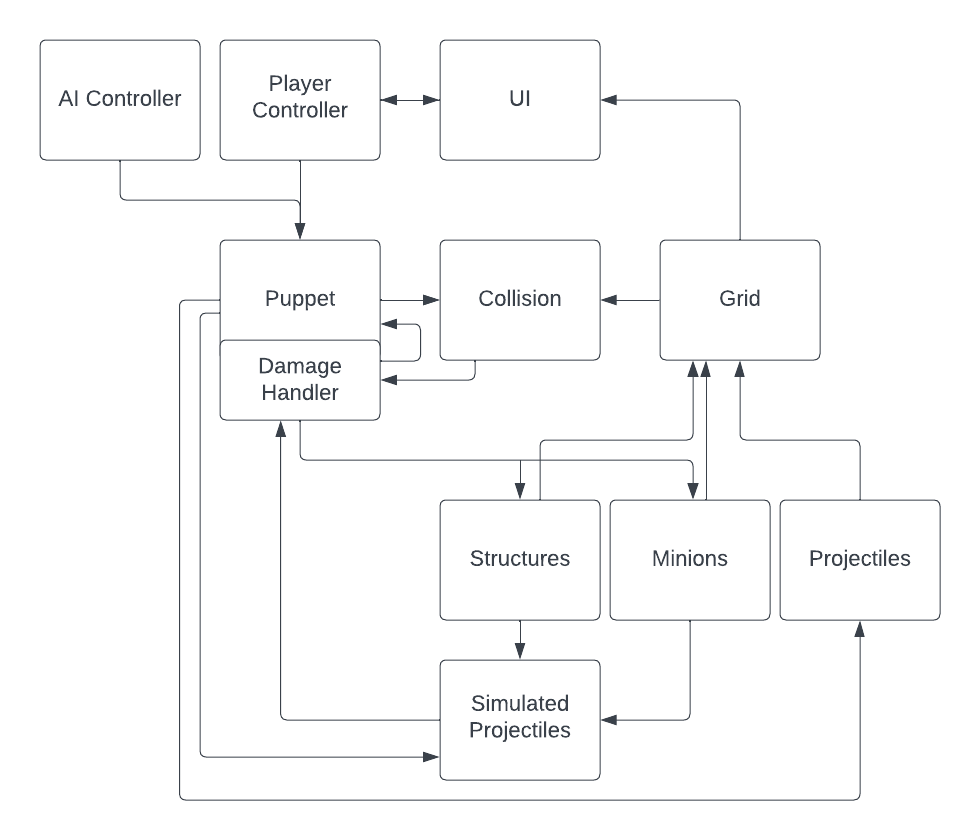 AI Controller
Player
Controller
UI
Puppet
Collision
Grid
Damage
Handler
Structures
Minions
Projectiles
Simulated
Projectiles